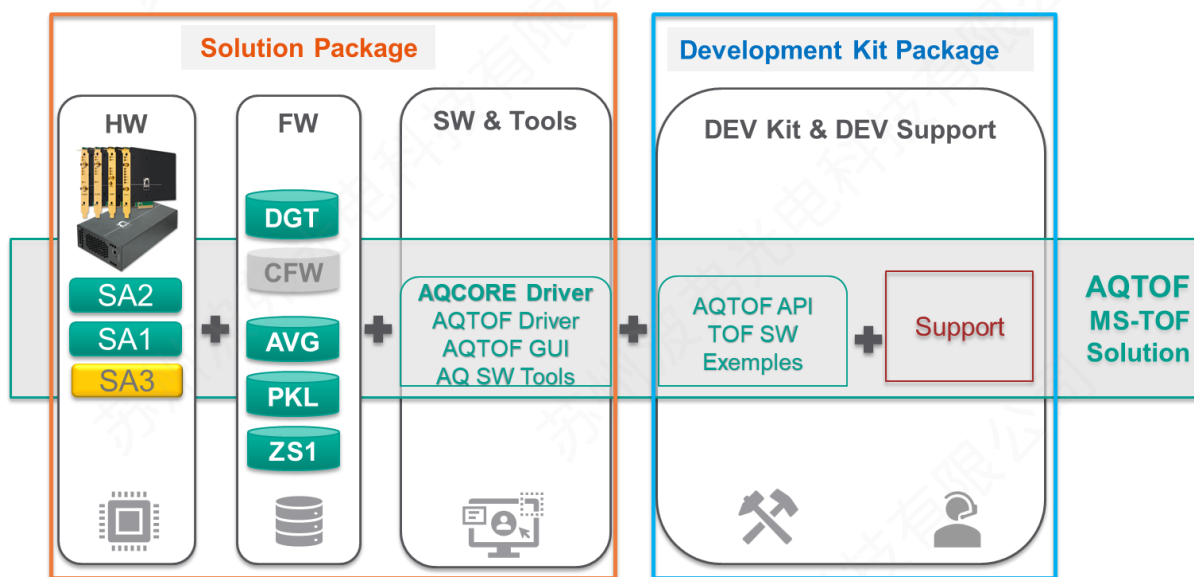 Solution Package
Development Kit Package
HW
SA2
SA1
SA3
FW
DGT
CFW
AVG
PKL
ZS1
SW & Tools
AQCORE Driver
AQTOF Driver
AQTOF GUI
AQ SW Tools
DEV Kit & DEV Support
AQTOF API
TOF SW
Exemples
Support
AQTOF
MS-TOF
Solution